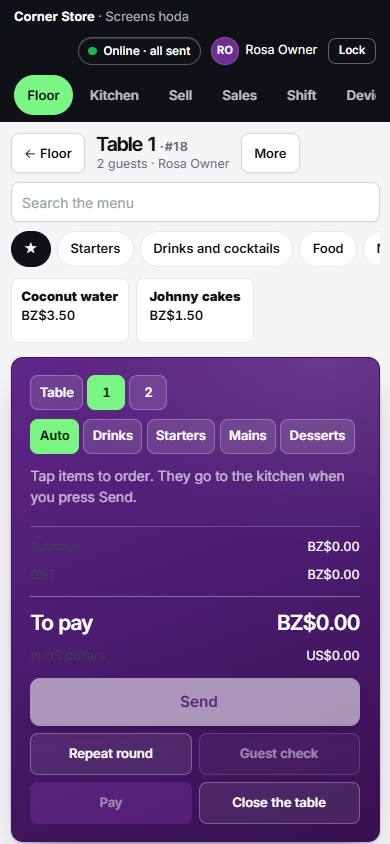 Corner Store · Screens hoda
Online · all sent
RO Rosa Owner Lock
Floor Kitchen Sell Sales Shift Devi
← Floor Table 1 · #18 More
2 guests · Rosa Owner
Search the menu
★ Starters Drinks and cocktails Food
Coconut water Johnny cakes
BZ$3.50 BZ$1.50
Table 1 2
Auto Drinks Starters Mains Desserts
Tap items to order. They go to the kitchen when
you press Send.
Subtotal BZ$0.00
GST BZ$0.00
To pay BZ$0.00
In US dollars US$0.00
Send
Repeat round Guest check
Pay Close the table